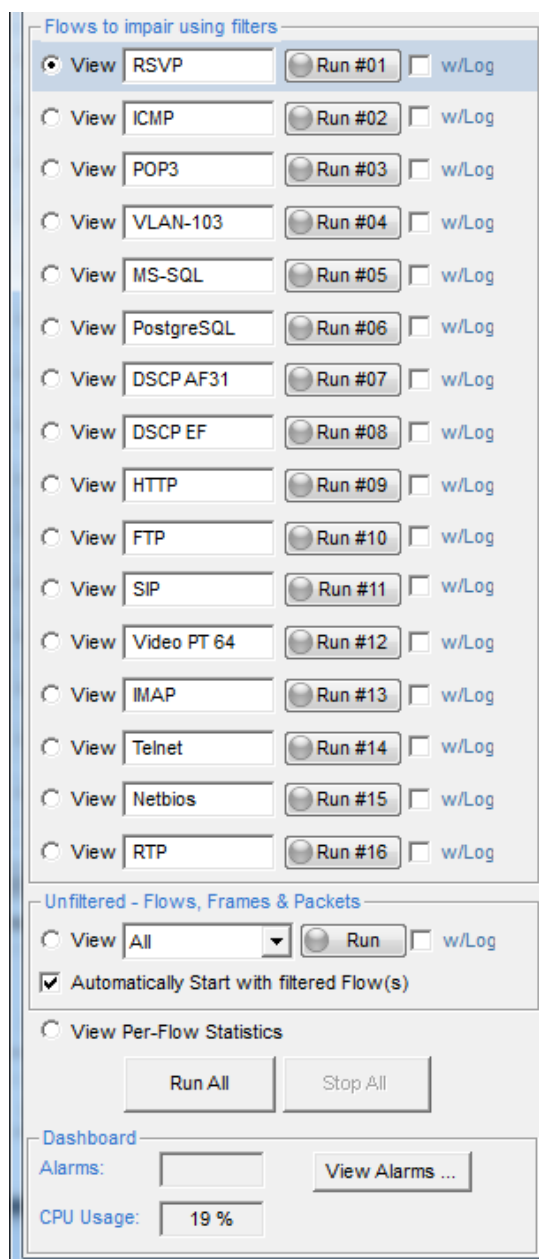 Flows to impair using filters
View RSVP Run #01 w/Log
View ICMP Run #02 w/Log
View POP3 Run #03 w/Log
View VLAN-103 Run #04 w/Log
View MS-SQL Run #05 w/Log
View PostgreSQL Run #06 w/Log
View DSCP AF31 Run #07 w/Log
View DSCP EF Run #08 w/Log
View HTTP Run #09 w/Log
View FTP Run #10 w/Log
View SIP Run #11 w/Log
View Video PT 64 Run #12 w/Log
View IMAP Run #13 w/Log
View Telnet Run #14 w/Log
View Netbios Run #15 w/Log
View RTP Run #16 w/Log
Unfiltered - Flows, Frames & Packets
View All Run w/Log
Automatically Start with filtered Flow(s)
View Per-Flow Statistics
Run All Stop All
Dashboard
Alarms: View Alarms ...
CPU Usage: 19 %